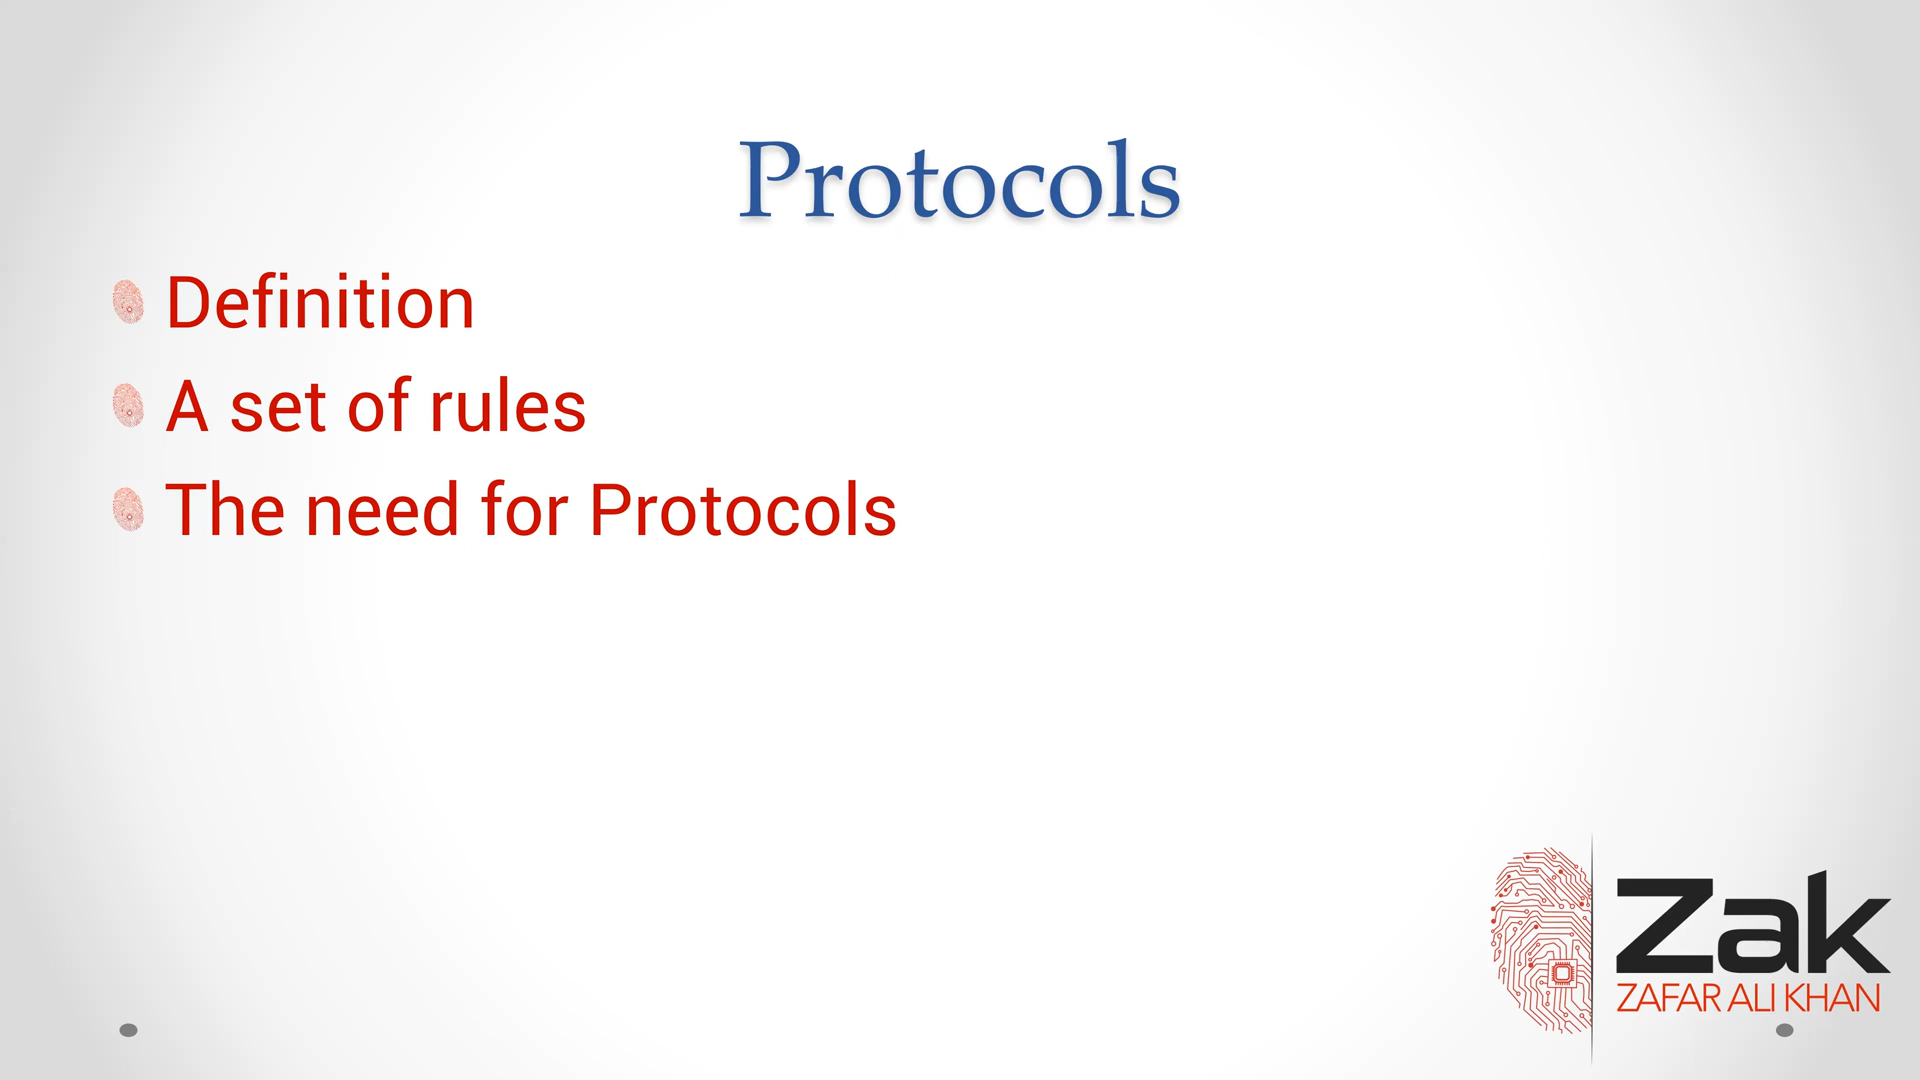 Protocols
Definition
A set of rules
The need for Protocols
Zak
ZAFAR ALI KHAN